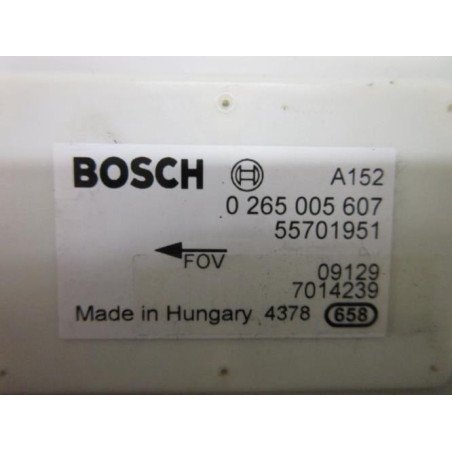 BOSCH A152
0 265 005 607
55701951
FOV
09129
7014239
Made in Hungary 4378 658